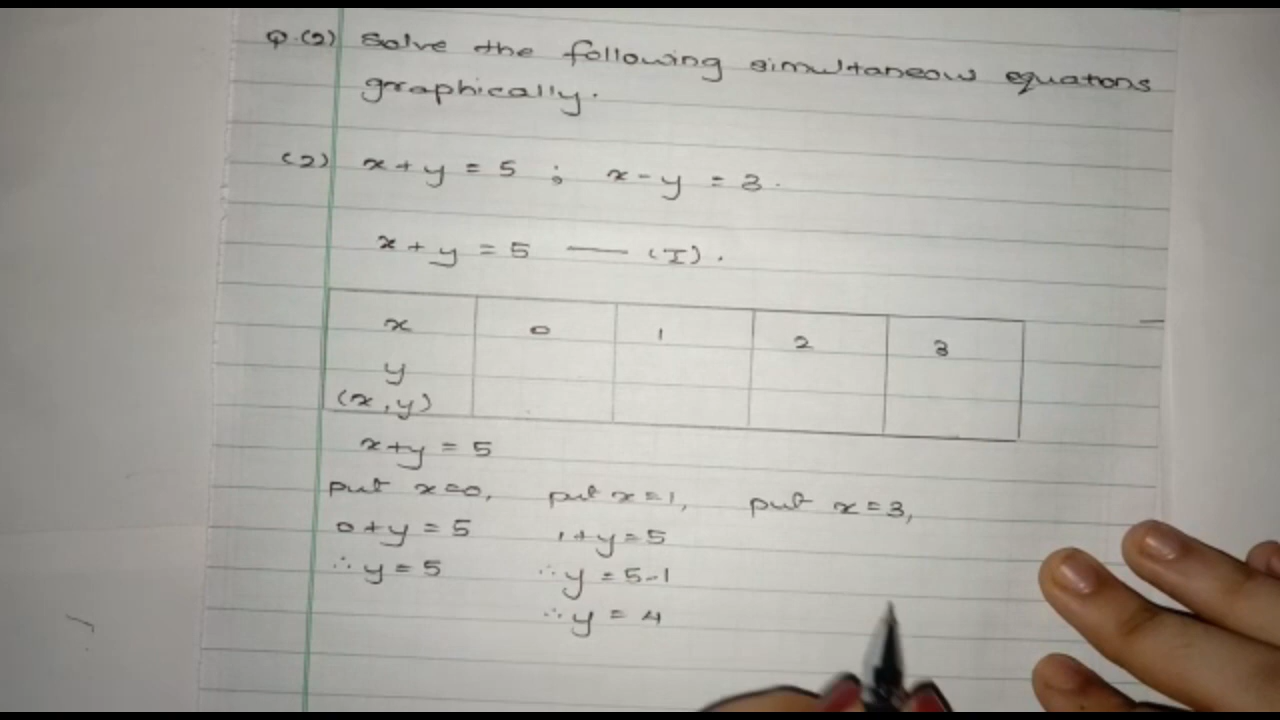 Q.(2) Solve the following simultaneous equations
graphically.
(2) x + y = 5 ; x - y = 3.
x + y = 5 — (I).
x 0 1 2 3
y
(x, y)
x+y = 5
put x=0, put x=1, put x=3,
0+y = 5 1+y=5
∴ y = 5 ∴ y = 5-1
∴ y = 4